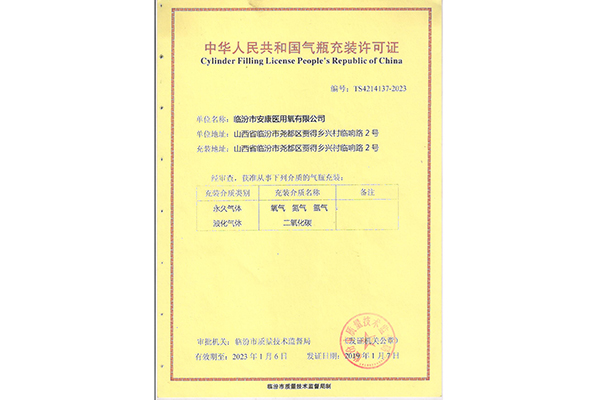 中华人民共和国气瓶充装许可证
Cylinder Filling License People's Republic of China
编号：TS4214137-2023
单位名称：临汾市安康医用氧有限公司
单位地址：山西省临汾市尧都区贾得乡兴村临响路2号
充装地址：山西省临汾市尧都区贾得乡兴村临响路2号
经审查，获准从事下列介质的气瓶充装：
充装介质类别 充装介质名称 备注
永久气体 氧气 氮气 氩气
液化气体 二氧化碳
审批机关：临汾市质量技术监督局 （发证机关公章）
有效期至：2023年1月6日 发证日期：2019年1月7日
临汾市质量技术监督局制